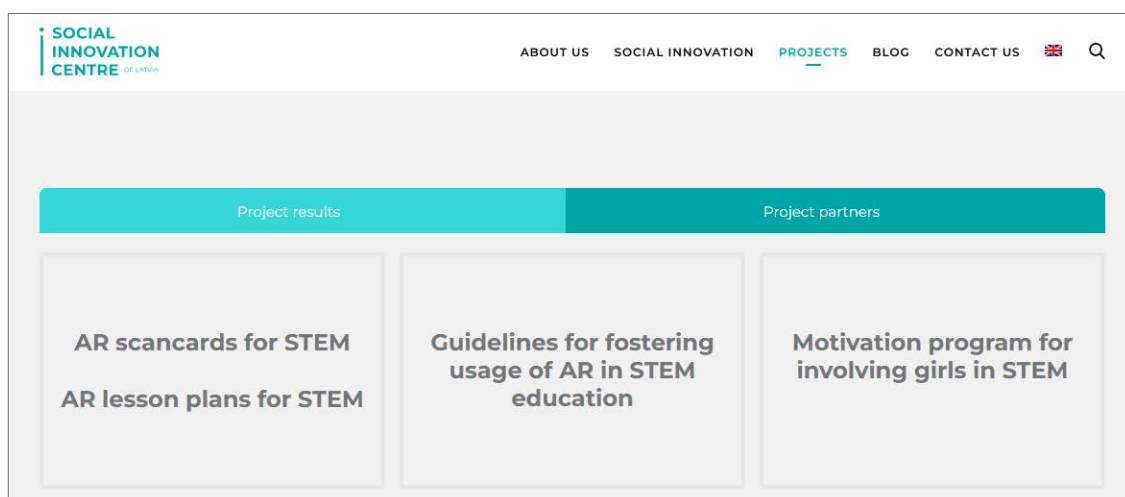 SOCIAL
INNOVATION
CENTRE OF LATVIA
ABOUT US SOCIAL INNOVATION PROJECTS BLOG CONTACT US
Project results Project partners
AR scancards for STEM
AR lesson plans for STEM
Guidelines for fostering
usage of AR in STEM
education
Motivation program for
involving girls in STEM